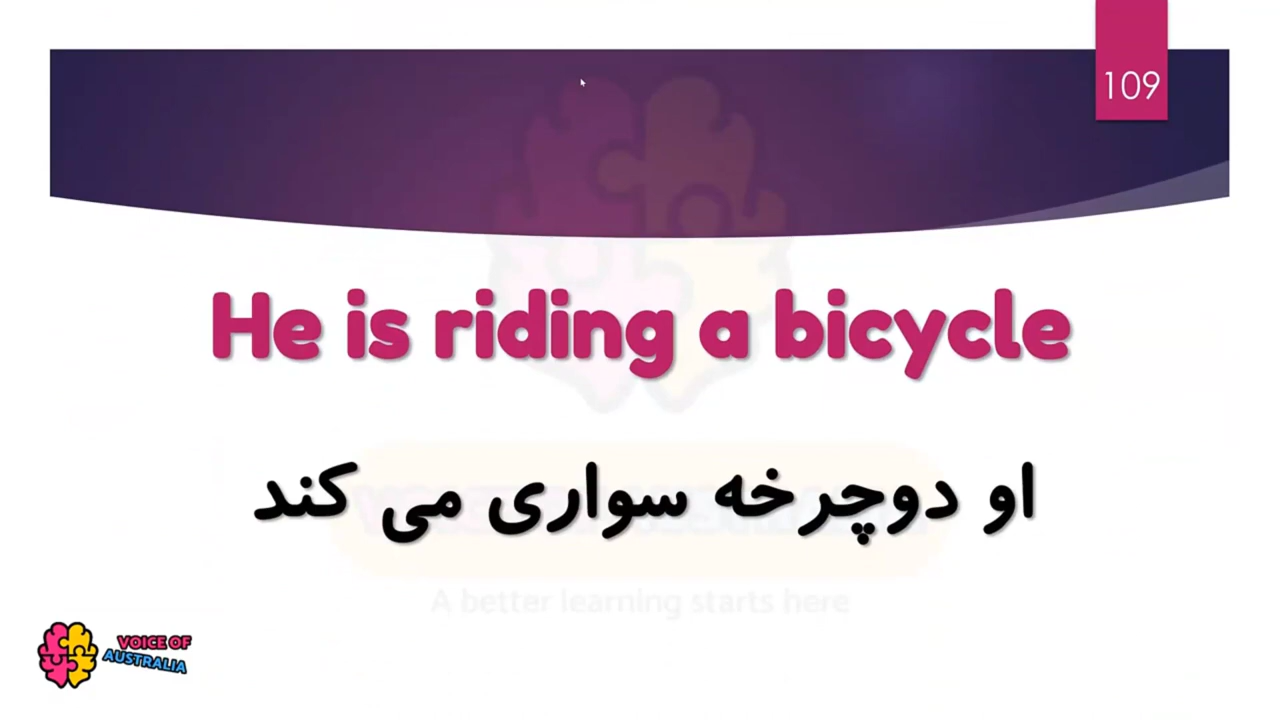 109
He is riding a bicycle
او دوچرخه سواری می کند
A better learning starts here
VOICE OF
AUSTRALIA